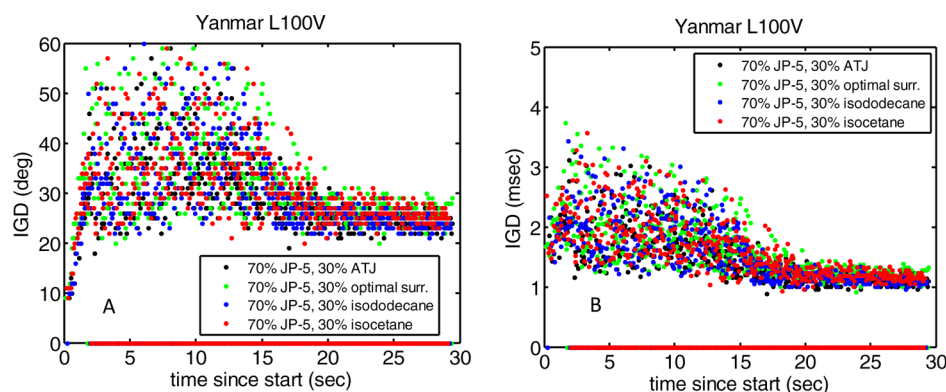 Yanmar L100V
60
50
40
30
20
10
0
IGD (deg)
70% JP-5, 30% ATJ
70% JP-5, 30% optimal surr.
70% JP-5, 30% isododecane
70% JP-5, 30% isocetane
A
0 5 10 15 20 25 30
time since start (sec)
Yanmar L100V
5
4
3
2
1
0
IGD (msec)
70% JP-5, 30% ATJ
70% JP-5, 30% optimal surr.
70% JP-5, 30% isododecane
70% JP-5, 30% isocetane
B
0 5 10 15 20 25 30
time since start (sec)